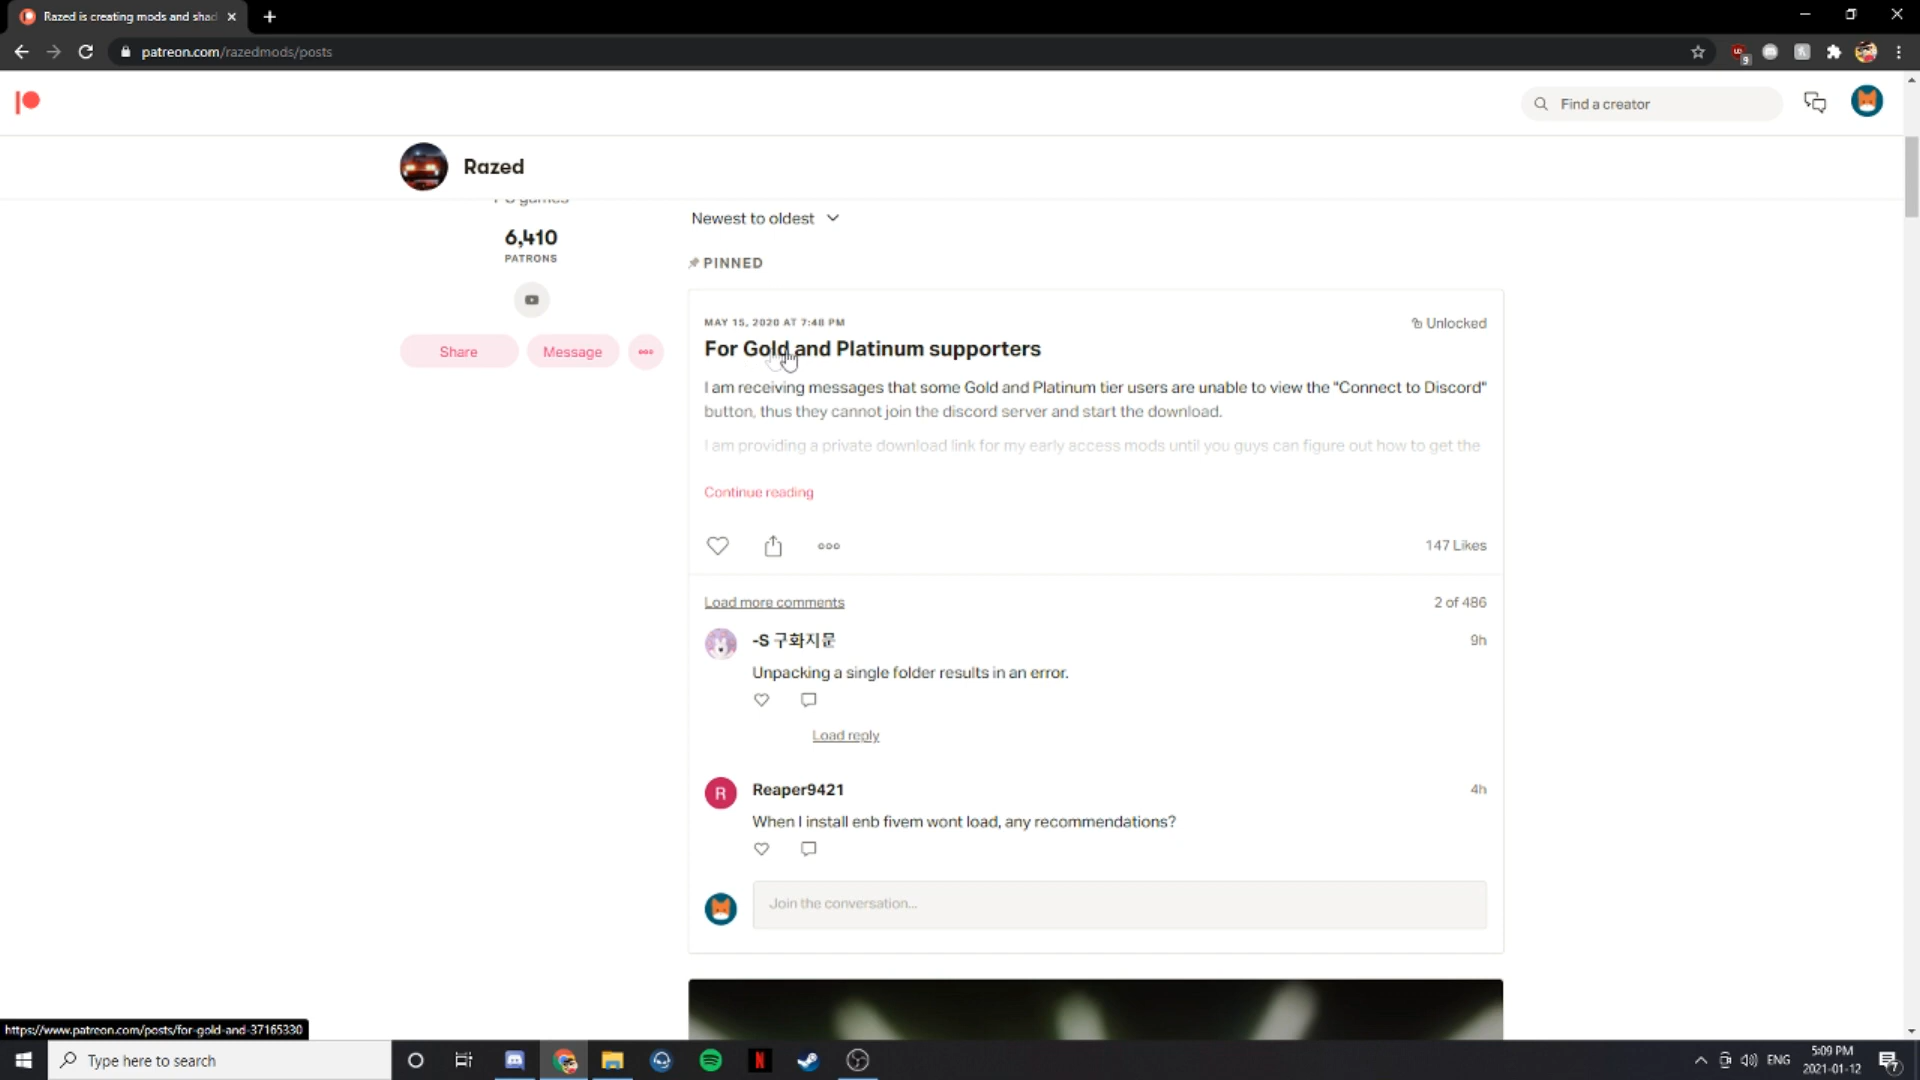 Razed is creating mods and shad
patreon.com/razedmods/posts
9
Find a creator
Razed
PC games
6,410
PATRONS
Share
Message
Newest to oldest
PINNED
MAY 15, 2020 AT 7:48 PM
Unlocked
For Gold and Platinum supporters
I am receiving messages that some Gold and Platinum tier users are unable to view the "Connect to Discord"
button, thus they cannot join the discord server and start the download.
I am providing a private download link for my early access mods until you guys can figure out how to get the
Continue reading
147 Likes
Load more comments
2 of 486
-S 구화지문
9h
Unpacking a single folder results in an error.
Load reply
R
Reaper9421
4h
When I install enb fivem wont load, any recommendations?
Join the conversation...
https://www.patreon.com/posts/for-gold-and-37165330
Type here to search
N
ENG
5:09 PM
2021-01-12
7